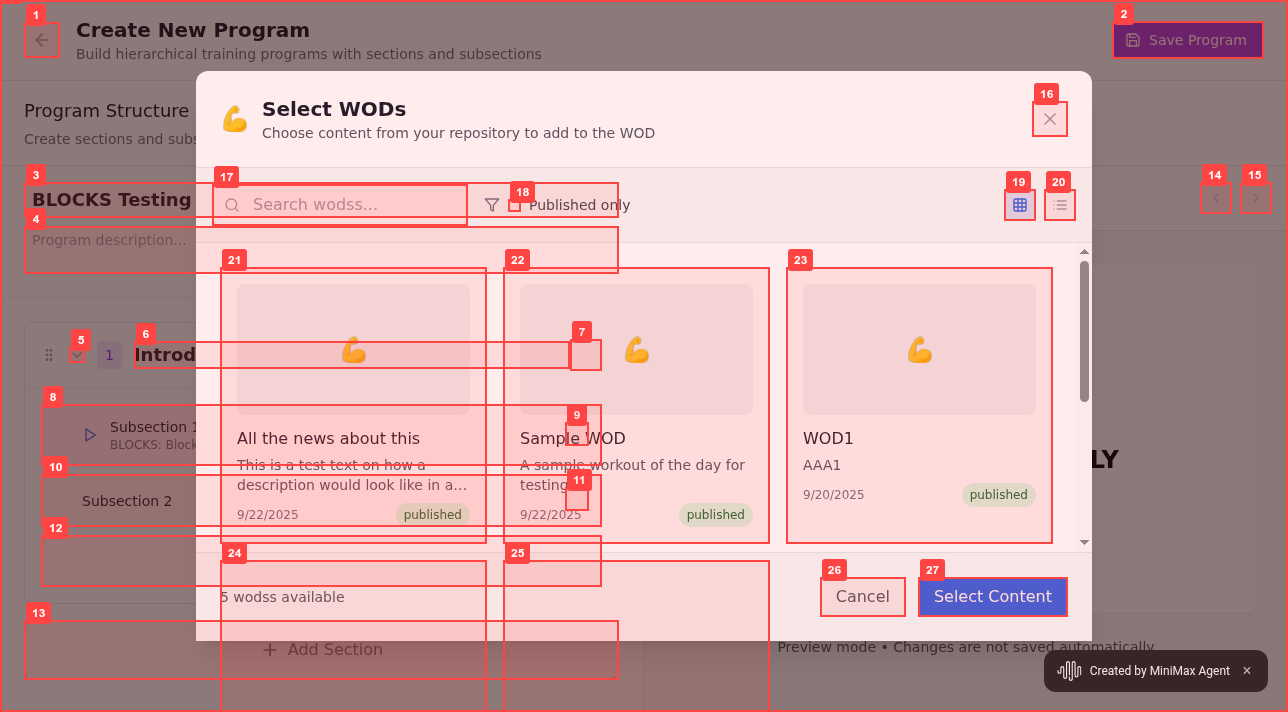 1
2
Create New Program
Build hierarchical training programs with sections and subsections
Save Program
Program Structure
Create sections and subs
16
Select WODs
Choose content from your repository to add to the WOD
3
BLOCKS Testing
4
Program description...
17
Search wodss...
18
Published only
19
20
14
15
21
22
23
5
6
1
Introd
7
8
Subsection 1
BLOCKS: Block
9
10
Subsection 2
11
12
All the news about this
This is a test text on how a
description would look like in a...
9/22/2025
published
Sample WOD
A sample workout of the day for
testing
9/22/2025
published
WOD1
AAA1
9/20/2025
published
LY
24
25
26
27
5 wodss available
Cancel
Select Content
13
Add Section
Preview mode • Changes are not saved automatically
Created by MiniMax Agent